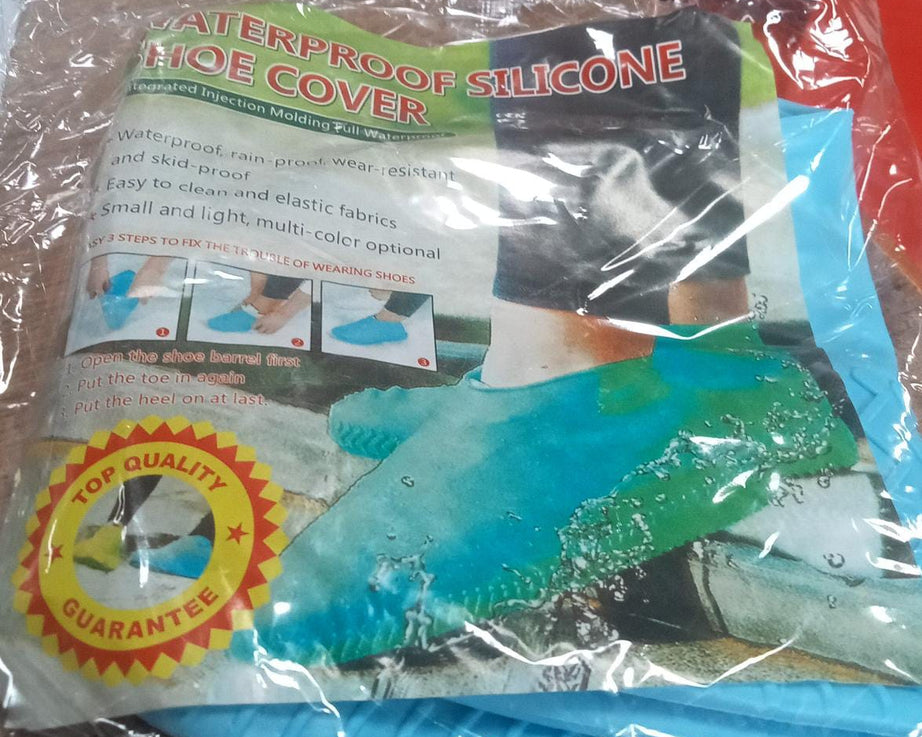 WATERPROOF SILICONE
SHOE COVER
Integrated Injection Molding Full Waterproof
Waterproof, rain-proof, wear-resistant
and skid-proof
Easy to clean and elastic fabrics
Small and light, multi-color optional
EASY 3 STEPS TO FIX THE TROUBLE OF WEARING SHOES
1
2
3
1. Open the shoe barrel first
2. Put the toe in again
3. Put the heel on at last.
TOP QUALITY
GUARANTEE